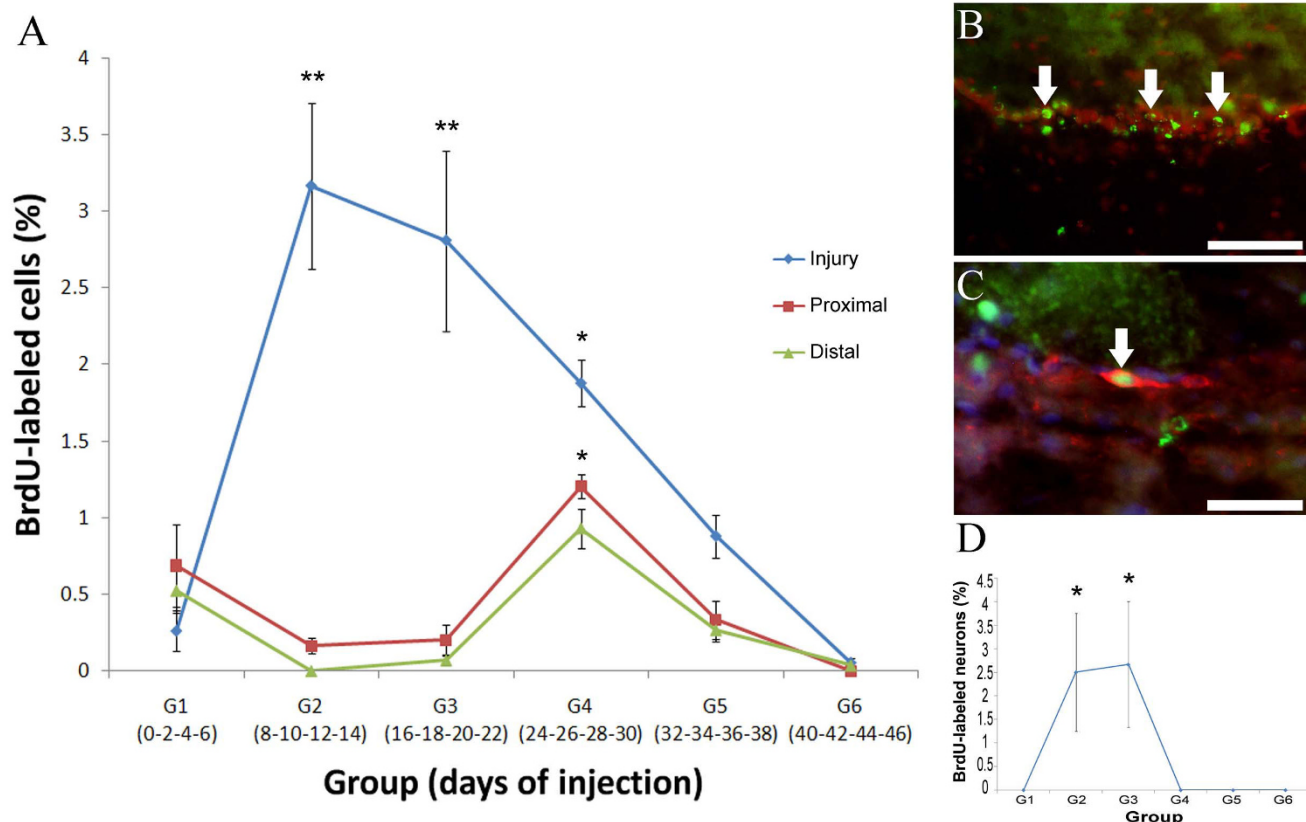 A
4
3.5
3
2.5
2
1.5
1
0.5
0
BrdU-labeled cells (%)
**
**
*
*
Injury
Proximal
Distal
G1 G2 G3 G4 G5 G6
(0-2-4-6) (8-10-12-14) (16-18-20-22) (24-26-28-30) (32-34-36-38) (40-42-44-46)
Group (days of injection)
B
C
D
4.5
4
3.5
3
2.5
2
1.5
1
0.5
0
BrdU-labeled neurons (%)
* *
G1 G2 G3 G4 G5 G6
Group